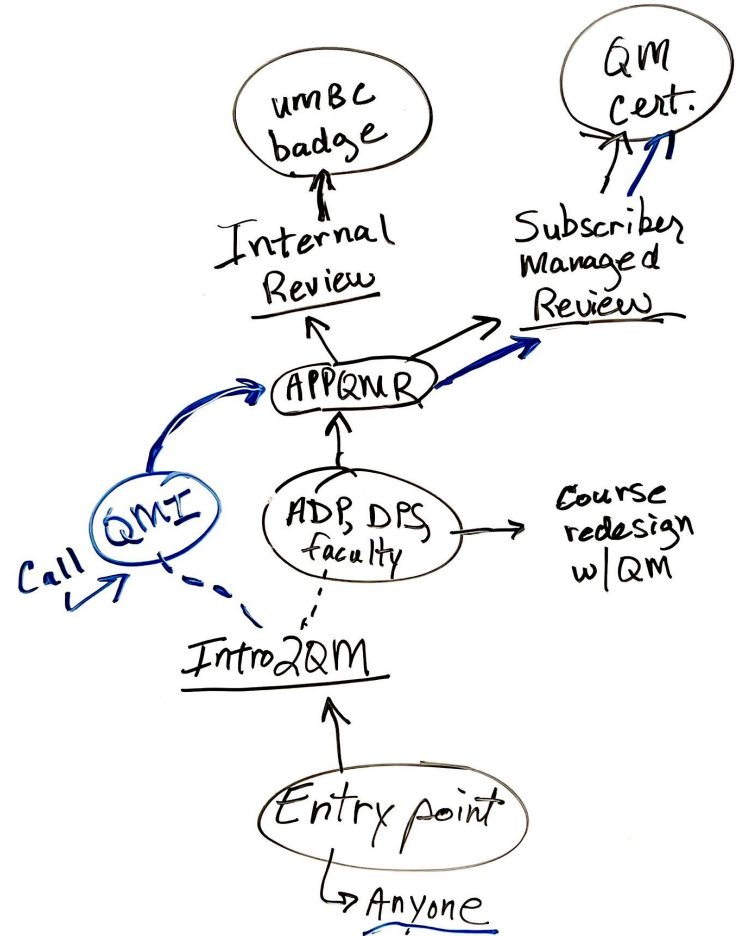 UMBC
badge
QM
Cert.
Internal
Review
Subscriber
Managed
Review
APPQMR
QMI
Call
ADP, DPS,
faculty
Course
redesign
w/QM
Intro2QM
Entry point
Anyone